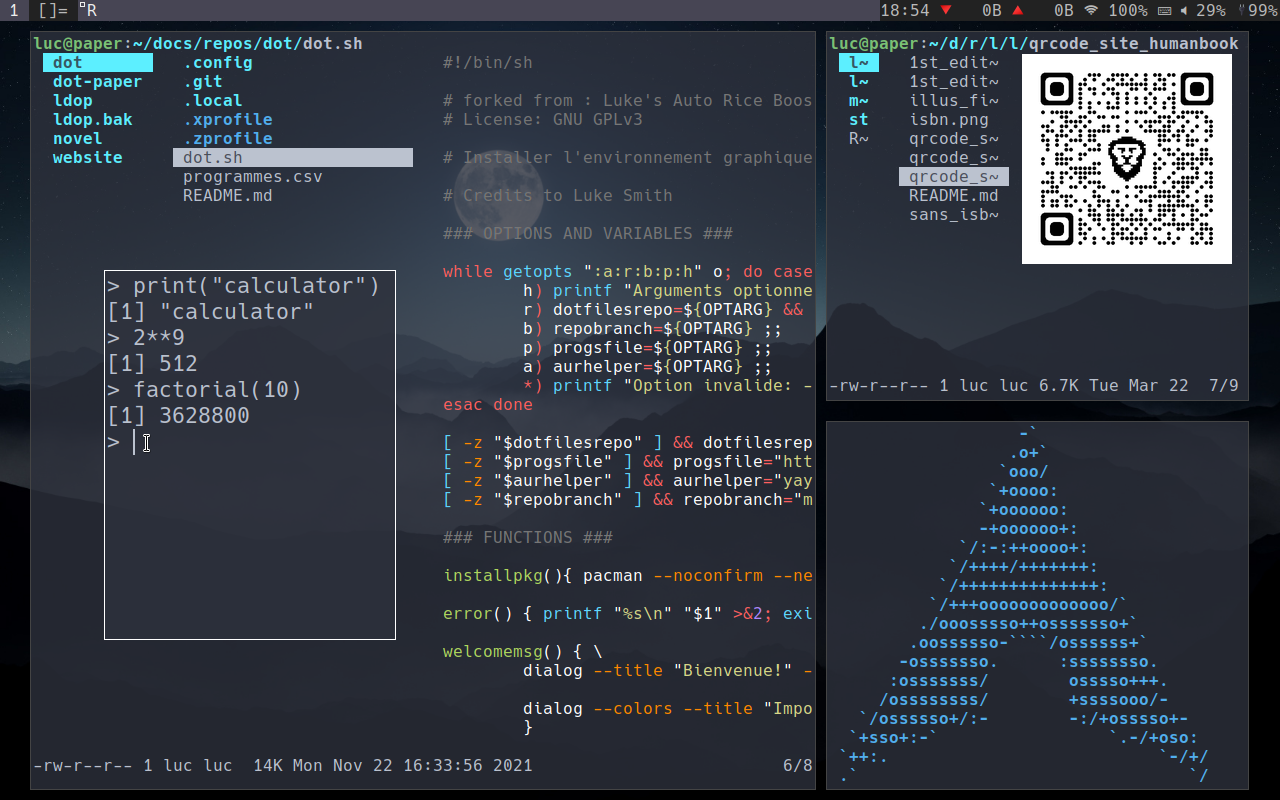 1 []= R 18:54 0B 0B 100% 29% 99%
luc@paper:~/docs/repos/dot/dot.sh
dot
dot-paper
ldop
ldop.bak
novel
website
.config
.git
.local
.xprofile
.zprofile
dot.sh
programmes.csv
README.md
#!/bin/sh
# forked from : Luke's Auto Rice Boos
# License: GNU GPLv3
# Installer l'environnement graphique
# Credits to Luke Smith
### OPTIONS AND VARIABLES ###
while getopts ":a:r:b:p:h" o; do case
h) printf "Arguments optionne
r) dotfilesrepo=${OPTARG} &&
b) repobranch=${OPTARG} ;;
p) progsfile=${OPTARG} ;;
a) aurhelper=${OPTARG} ;;
*) printf "Option invalide: -
esac done
[ -z "$dotfilesrepo" ] && dotfilesrep
[ -z "$progsfile" ] && progsfile="htt
[ -z "$aurhelper" ] && aurhelper="yay
[ -z "$repobranch" ] && repobranch="m
### FUNCTIONS ###
installpkg(){ pacman --noconfirm --ne
error() { printf "%s\n" "$1" >&2; exi
welcomemsg() { \
dialog --title "Bienvenue!" -
dialog --colors --title "Impo
}
-rw-r--r-- 1 luc luc 14K Mon Nov 22 16:33:56 2021 6/8
> print("calculator")
[1] "calculator"
> 2**9
[1] 512
> factorial(10)
[1] 3628800
>
luc@paper:~/d/r/l/l/qrcode_site_humanbook
l~
l~
m~
st
R~
1st_edit~
1st_edit~
illus_fi~
isbn.png
qrcode_s~
qrcode_s~
qrcode_s~
README.md
sans_isb~
-rw-r--r-- 1 luc luc 6.7K Tue Mar 22 7/9
-`
.o+`
`ooo/
`+oooo:
`+oooooo:
-+oooooo+:
`/:-:++oooo+:
`/++++/+++++++:
`/++++++++++++++:
`/+++ooooooooooooo/`
./ooosssso++osssssso+`
.oossssso-````/ossssss+`
-osssssso. :ssssssso.
:osssssss/ osssso+++.
/ossssssss/ +ssssooo/-
`/ossssso+/:- -:/+osssso+-
`+sso+:-` `.-/+oso:
`++:. `-/+/
.` `/